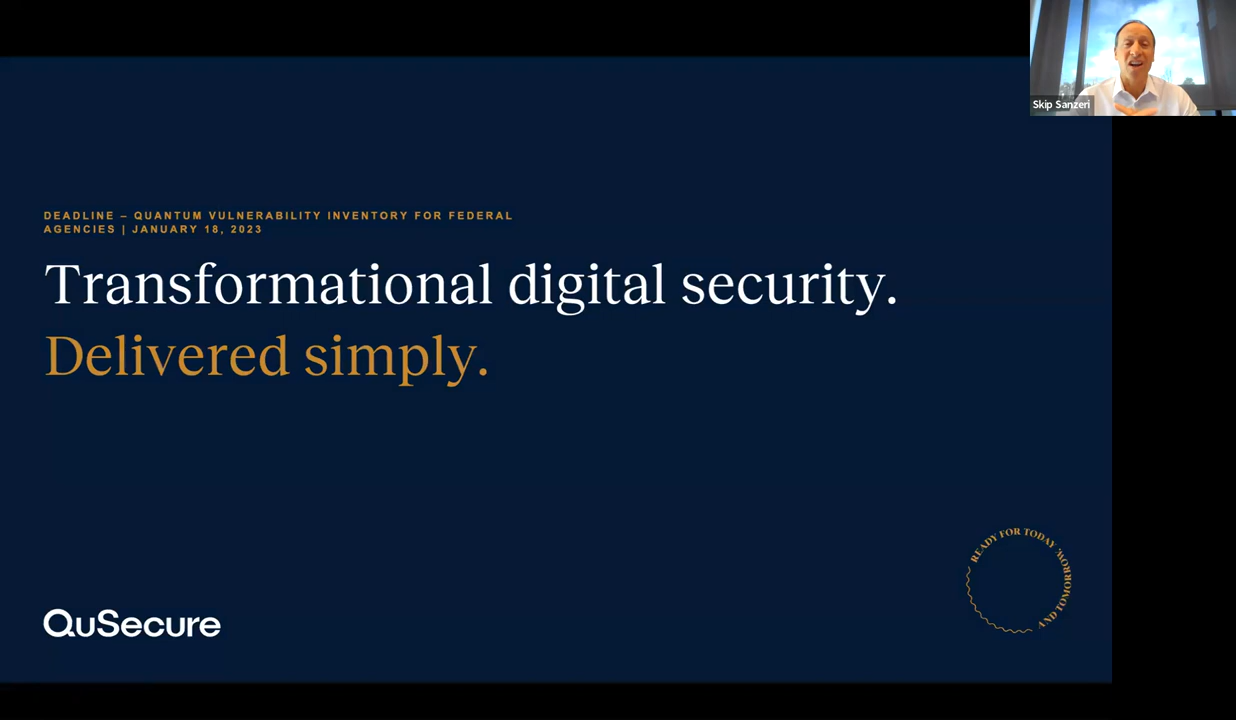 Skip Sanzeri
DEADLINE – QUANTUM VULNERABILITY INVENTORY FOR FEDERAL
AGENCIES | JANUARY 18, 2023
Transformational digital security.
Delivered simply.
READY FOR TODAY AND TOMORROW.
QuSecure